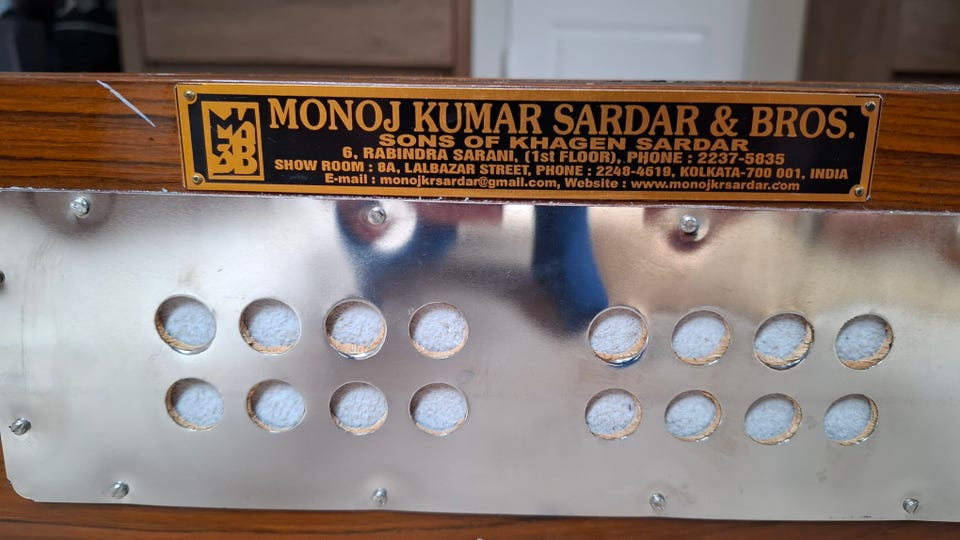 MONOJ KUMAR SARDAR & BROS.
SONS OF KHAGEN SARDAR
6, RABINDRA SARANI, (1st FLOOR), PHONE : 2237-5835
SHOW ROOM : 8A, LALBAZAR STREET, PHONE : 2248-4619, KOLKATA-700 001, INDIA
E-mail : monojkrsardar@gmail.com, Website : www.monojkrsardar.com